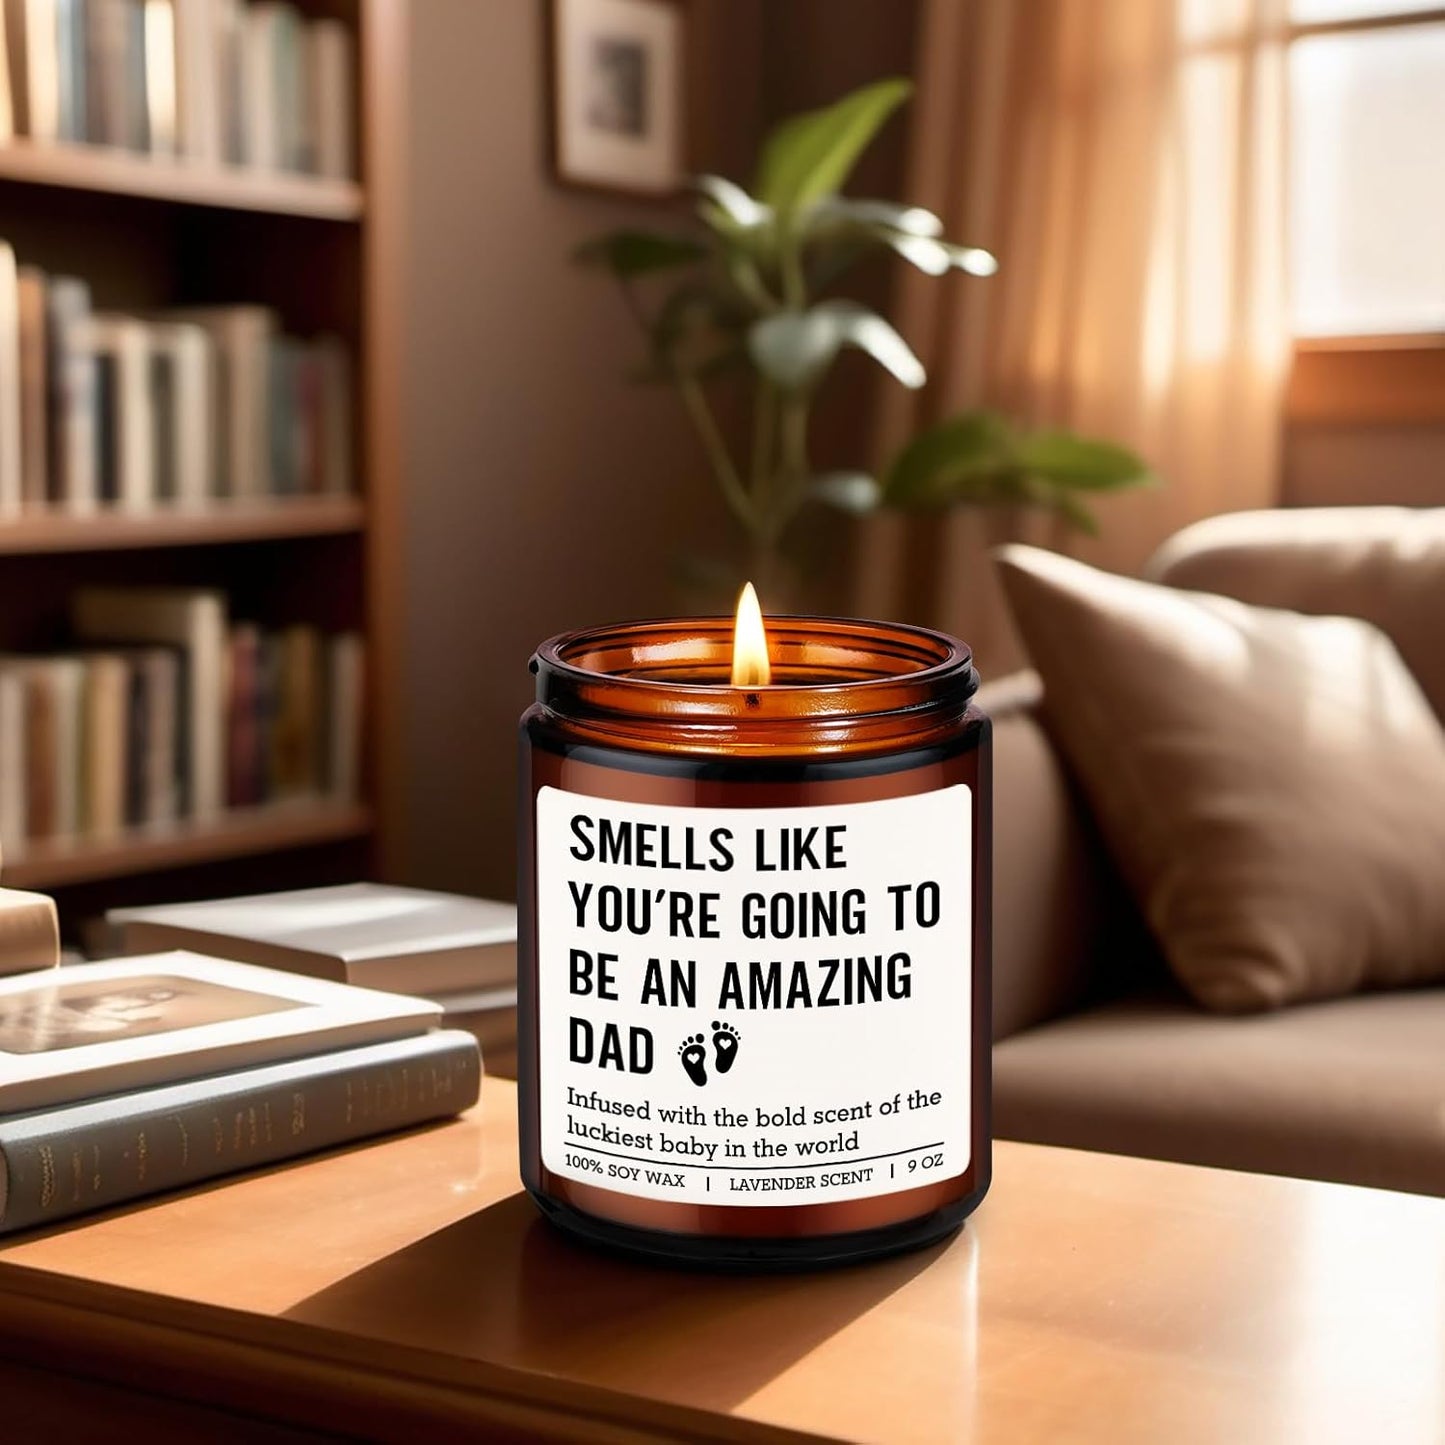 SMELLS LIKE
YOU'RE GOING TO
BE AN AMAZING
DAD
Infused with the bold scent of the
luckiest baby in the world
100% SOY WAX | LAVENDER SCENT | 9 OZ